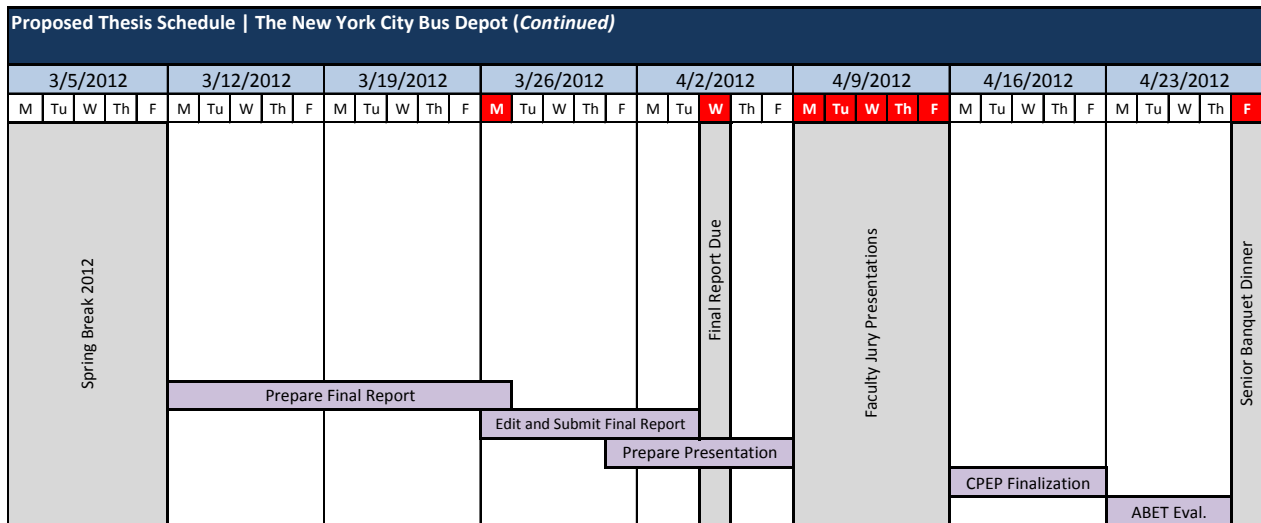 Proposed Thesis Schedule | The New York City Bus Depot (Continued)
3/5/2012 3/12/2012 3/19/2012 3/26/2012 4/2/2012 4/9/2012 4/16/2012 4/23/2012
M Tu W Th F M Tu W Th F M Tu W Th F M Tu W Th F M Tu W Th F M Tu W Th F M Tu W Th F M Tu W Th F
Spring Break 2012
Final Report Due
Faculty Jury Presentations
Senior Banquet Dinner
Prepare Final Report
Edit and Submit Final Report
Prepare Presentation
CPEP Finalization
ABET Eval.